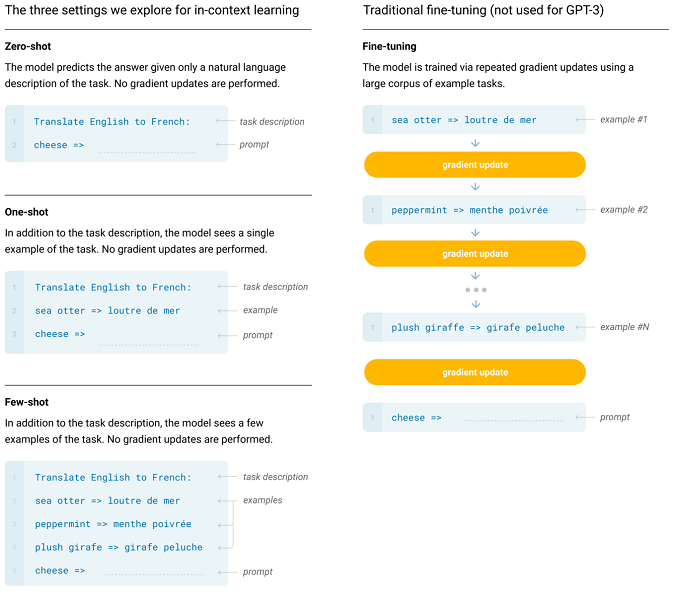 The three settings we explore for in-context learning
Zero-shot
The model predicts the answer given only a natural language
description of the task. No gradient updates are performed.
1 Translate English to French: task description
2 cheese => prompt
One-shot
In addition to the task description, the model sees a single
example of the task. No gradient updates are performed.
1 Translate English to French: task description
2 sea otter => loutre de mer example
3 cheese => prompt
Few-shot
In addition to the task description, the model sees a few
examples of the task. No gradient updates are performed.
1 Translate English to French: task description
2 sea otter => loutre de mer examples
3 peppermint => menthe poivrée
4 plush girafe => girafe peluche
5 cheese => prompt
Traditional fine-tuning (not used for GPT-3)
Fine-tuning
The model is trained via repeated gradient updates using a
large corpus of example tasks.
1 sea otter => loutre de mer example #1
gradient update
1 peppermint => menthe poivrée example #2
gradient update
1 plush giraffe => girafe peluche example #N
gradient update
1 cheese => prompt